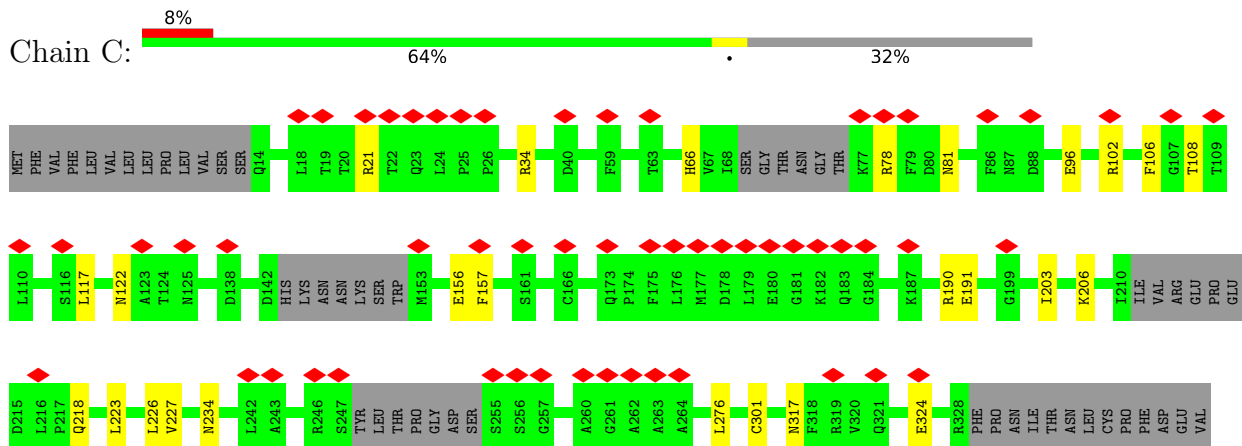 8%
Chain C:
64% • 32%
MET PHE VAL PHE LEU VAL LEU LEU PRO LEU VAL SER SER Q14 L18 T19 T20 R21 T22 Q23 L24 P25 P26 R34 D40 F59 T63 H66 V67 I68 SER GLY THR ASN GLY THR K77 R78 F79 D80 N81 F86 N87 D88 E96 R102 F106 G107 T108 T109
L110 S116 L117 N122 A123 T124 N125 D138 D142 HIS LYS ASN ASN LYS SER TRP M153 E156 F157 S161 C166 Q173 P174 F175 L176 M177 D178 L179 E180 G181 K182 Q183 G184 K187 R190 E191 G199 I203 K206 I210 ILE VAL ARG GLU PRO GLU
D215 L216 P217 Q218 L223 L226 V227 N234 L242 A243 R246 S247 TYR LEU THR PRO GLY ASP SER S255 S256 G257 A260 G261 A262 A263 A264 L276 C301 N317 F318 R319 V320 Q321 E324 R328 PHE PRO ASN ILE THR ASN LEU CYS PRO PHE ASP GLU VAL